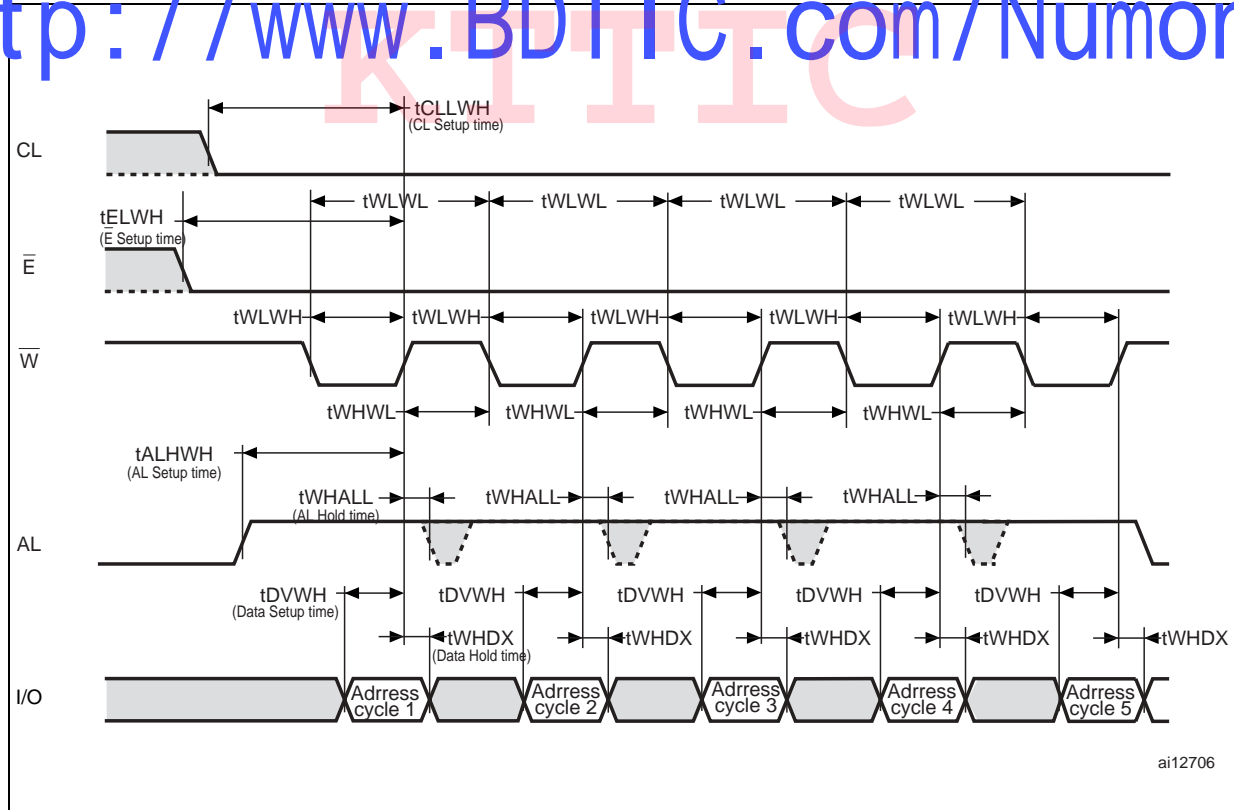 tp://www.BDTIC.com/Numon
KTTIC
tCLLWH
(CL Setup time)
CL
tWLWL tWLWL tWLWL tWLWL
tELWH
(E Setup time)
E
tWLWH tWLWH tWLWH tWLWH tWLWH
W
tWHWL tWHWL tWHWL tWHWL
tALHWH
(AL Setup time)
tWHALL tWHALL tWHALL tWHALL
(AL Hold time)
AL
tDVWH tDVWH tDVWH tDVWH tDVWH
(Data Setup time)
tWHDX tWHDX tWHDX tWHDX tWHDX
(Data Hold time)
I/O
Adrress Adrress Adrress Adrress Adrress
cycle 1 cycle 2 cycle 3 cycle 4 cycle 5
ai12706